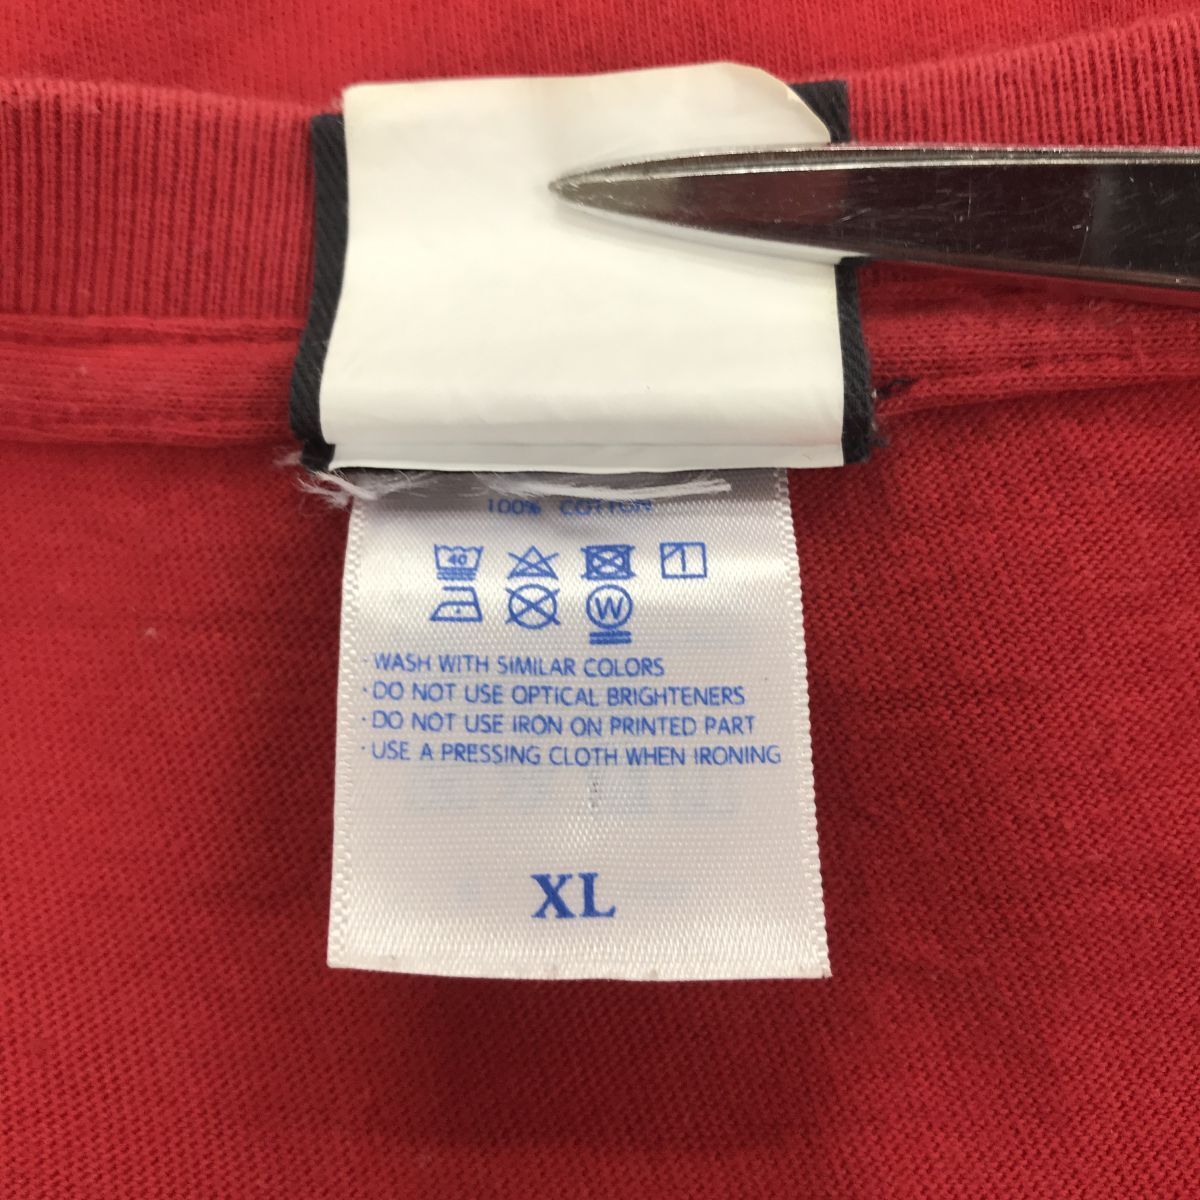 100% COTTON
40
1
W
· WASH WITH SIMILAR COLORS
· DO NOT USE OPTICAL BRIGHTENERS
· DO NOT USE IRON ON PRINTED PART
· USE A PRESSING CLOTH WHEN IRONING
XL